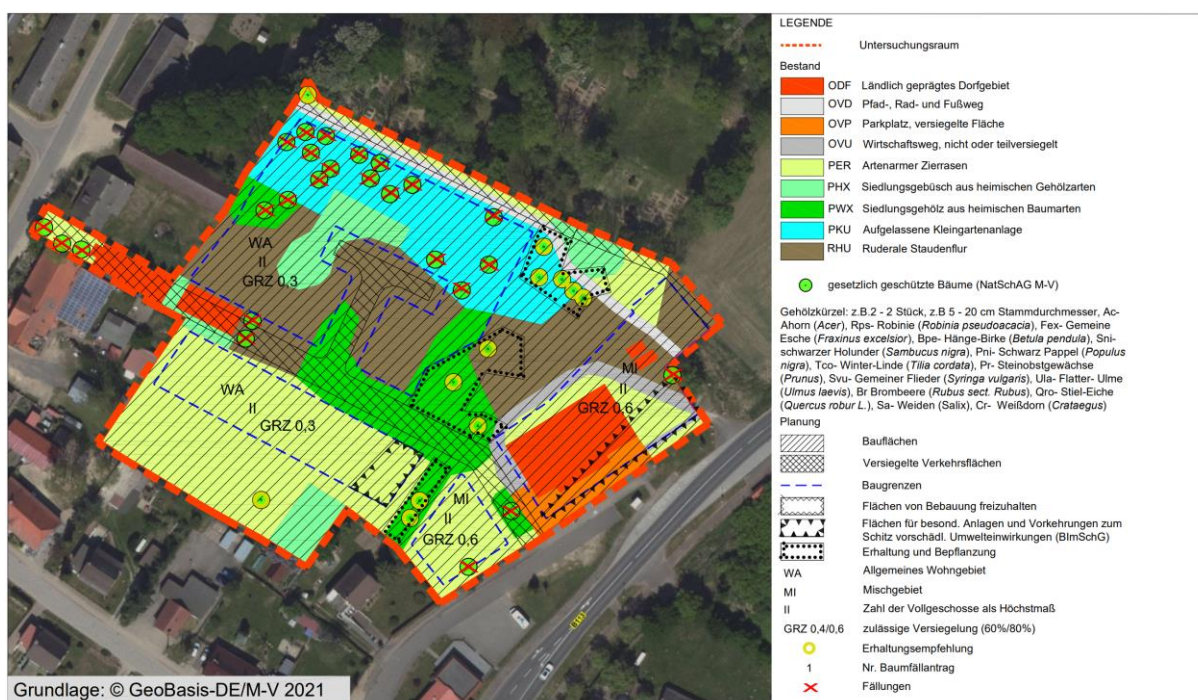 WA
II
GRZ 0,3
WA
II
GRZ 0,3
MI
II
GRZ 0.6
MI
II
GRZ 0.6
B113
Grundlage: © GeoBasis-DE/M-V 2021
LEGENDE
Untersuchungsraum
Bestand
ODF Ländlich geprägtes Dorfgebiet
OVD Pfad-, Rad- und Fußweg
OVP Parkplatz, versiegelte Fläche
OVU Wirtschaftsweg, nicht oder teilversiegelt
PER Artenarmer Zierrasen
PHX Siedlungsgebüsch aus heimischen Gehölzarten
PWX Siedlungsgehölz aus heimischen Baumarten
PKU Aufgelassene Kleingartenanlage
RHU Ruderale Staudenflur
gesetzlich geschützte Bäume (NatSchAG M-V)
Gehölzkürzel: z.B.2 - 2 Stück, z.B 5 - 20 cm Stammdurchmesser, Ac-
Ahorn (Acer), Rps- Robinie (Robinia pseudoacacia), Fex- Gemeine
Esche (Fraxinus excelsior), Bpe- Hänge-Birke (Betula pendula), Sni-
schwarzer Holunder (Sambucus nigra), Pni- Schwarz Pappel (Populus
nigra), Tco- Winter-Linde (Tilia cordata), Pr- Steinobstgewächse
(Prunus), Svu- Gemeiner Flieder (Syringa vulgaris), Ula- Flatter- Ulme
(Ulmus laevis), Br Brombeere (Rubus sect. Rubus), Qro- Stiel-Eiche
(Quercus robur L.), Sa- Weiden (Salix), Cr- Weißdorn (Crataegus)
Planung
Bauflächen
Versiegelte Verkehrsflächen
Baugrenzen
Flächen von Bebauung freizuhalten
Flächen für besond. Anlagen und Vorkehrungen zum
Schitz vorschädl. Umwelteinwirkungen (BImSchG)
Erhaltung und Bepflanzung
WA Allgemeines Wohngebiet
MI Mischgebiet
II Zahl der Vollgeschosse als Höchstmaß
GRZ 0,4/0,6 zulässige Versiegelung (60%/80%)
Erhaltungsempfehlung
1 Nr. Baumfällantrag
Fällungen